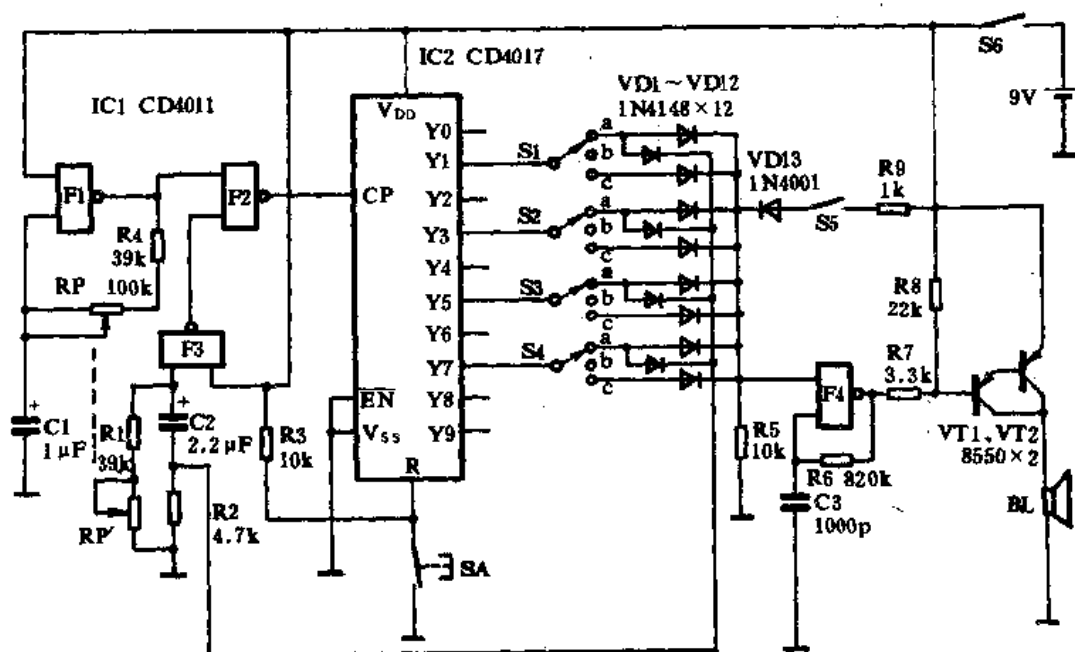 S6
IC2 CD4017
IC1 CD4011
VD1～VD12
1N4148×12
9V
VDD
Y0
a
S1
b
c
Y1
VD13
1N4001
R9
1k
F1
F2
CP
Y2
a
S2
b
c
Y3
S5
R4
39k
RP
100k
Y4
a
S3
b
c
Y5
R8
22k
F3
Y6
a
S4
b
c
Y7
R7
3.3k
F4
EN
Y8
C1
1μF
R1
39k
C2
2.2μF
R3
10k
VSS
Y9
R5
10k
VT1、VT2
8550×2
R
R6 820k
C3
1000p
BL
RP′
R2
4.7k
SA